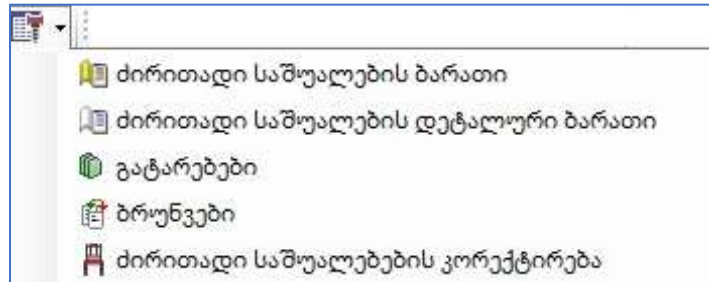 ძირითადი საშუალების ბარათი
ძირითადი საშუალების დეტალური ბარათი
გატარებები
ბრუნვები
ძირითადი საშუალებების კორექტირება